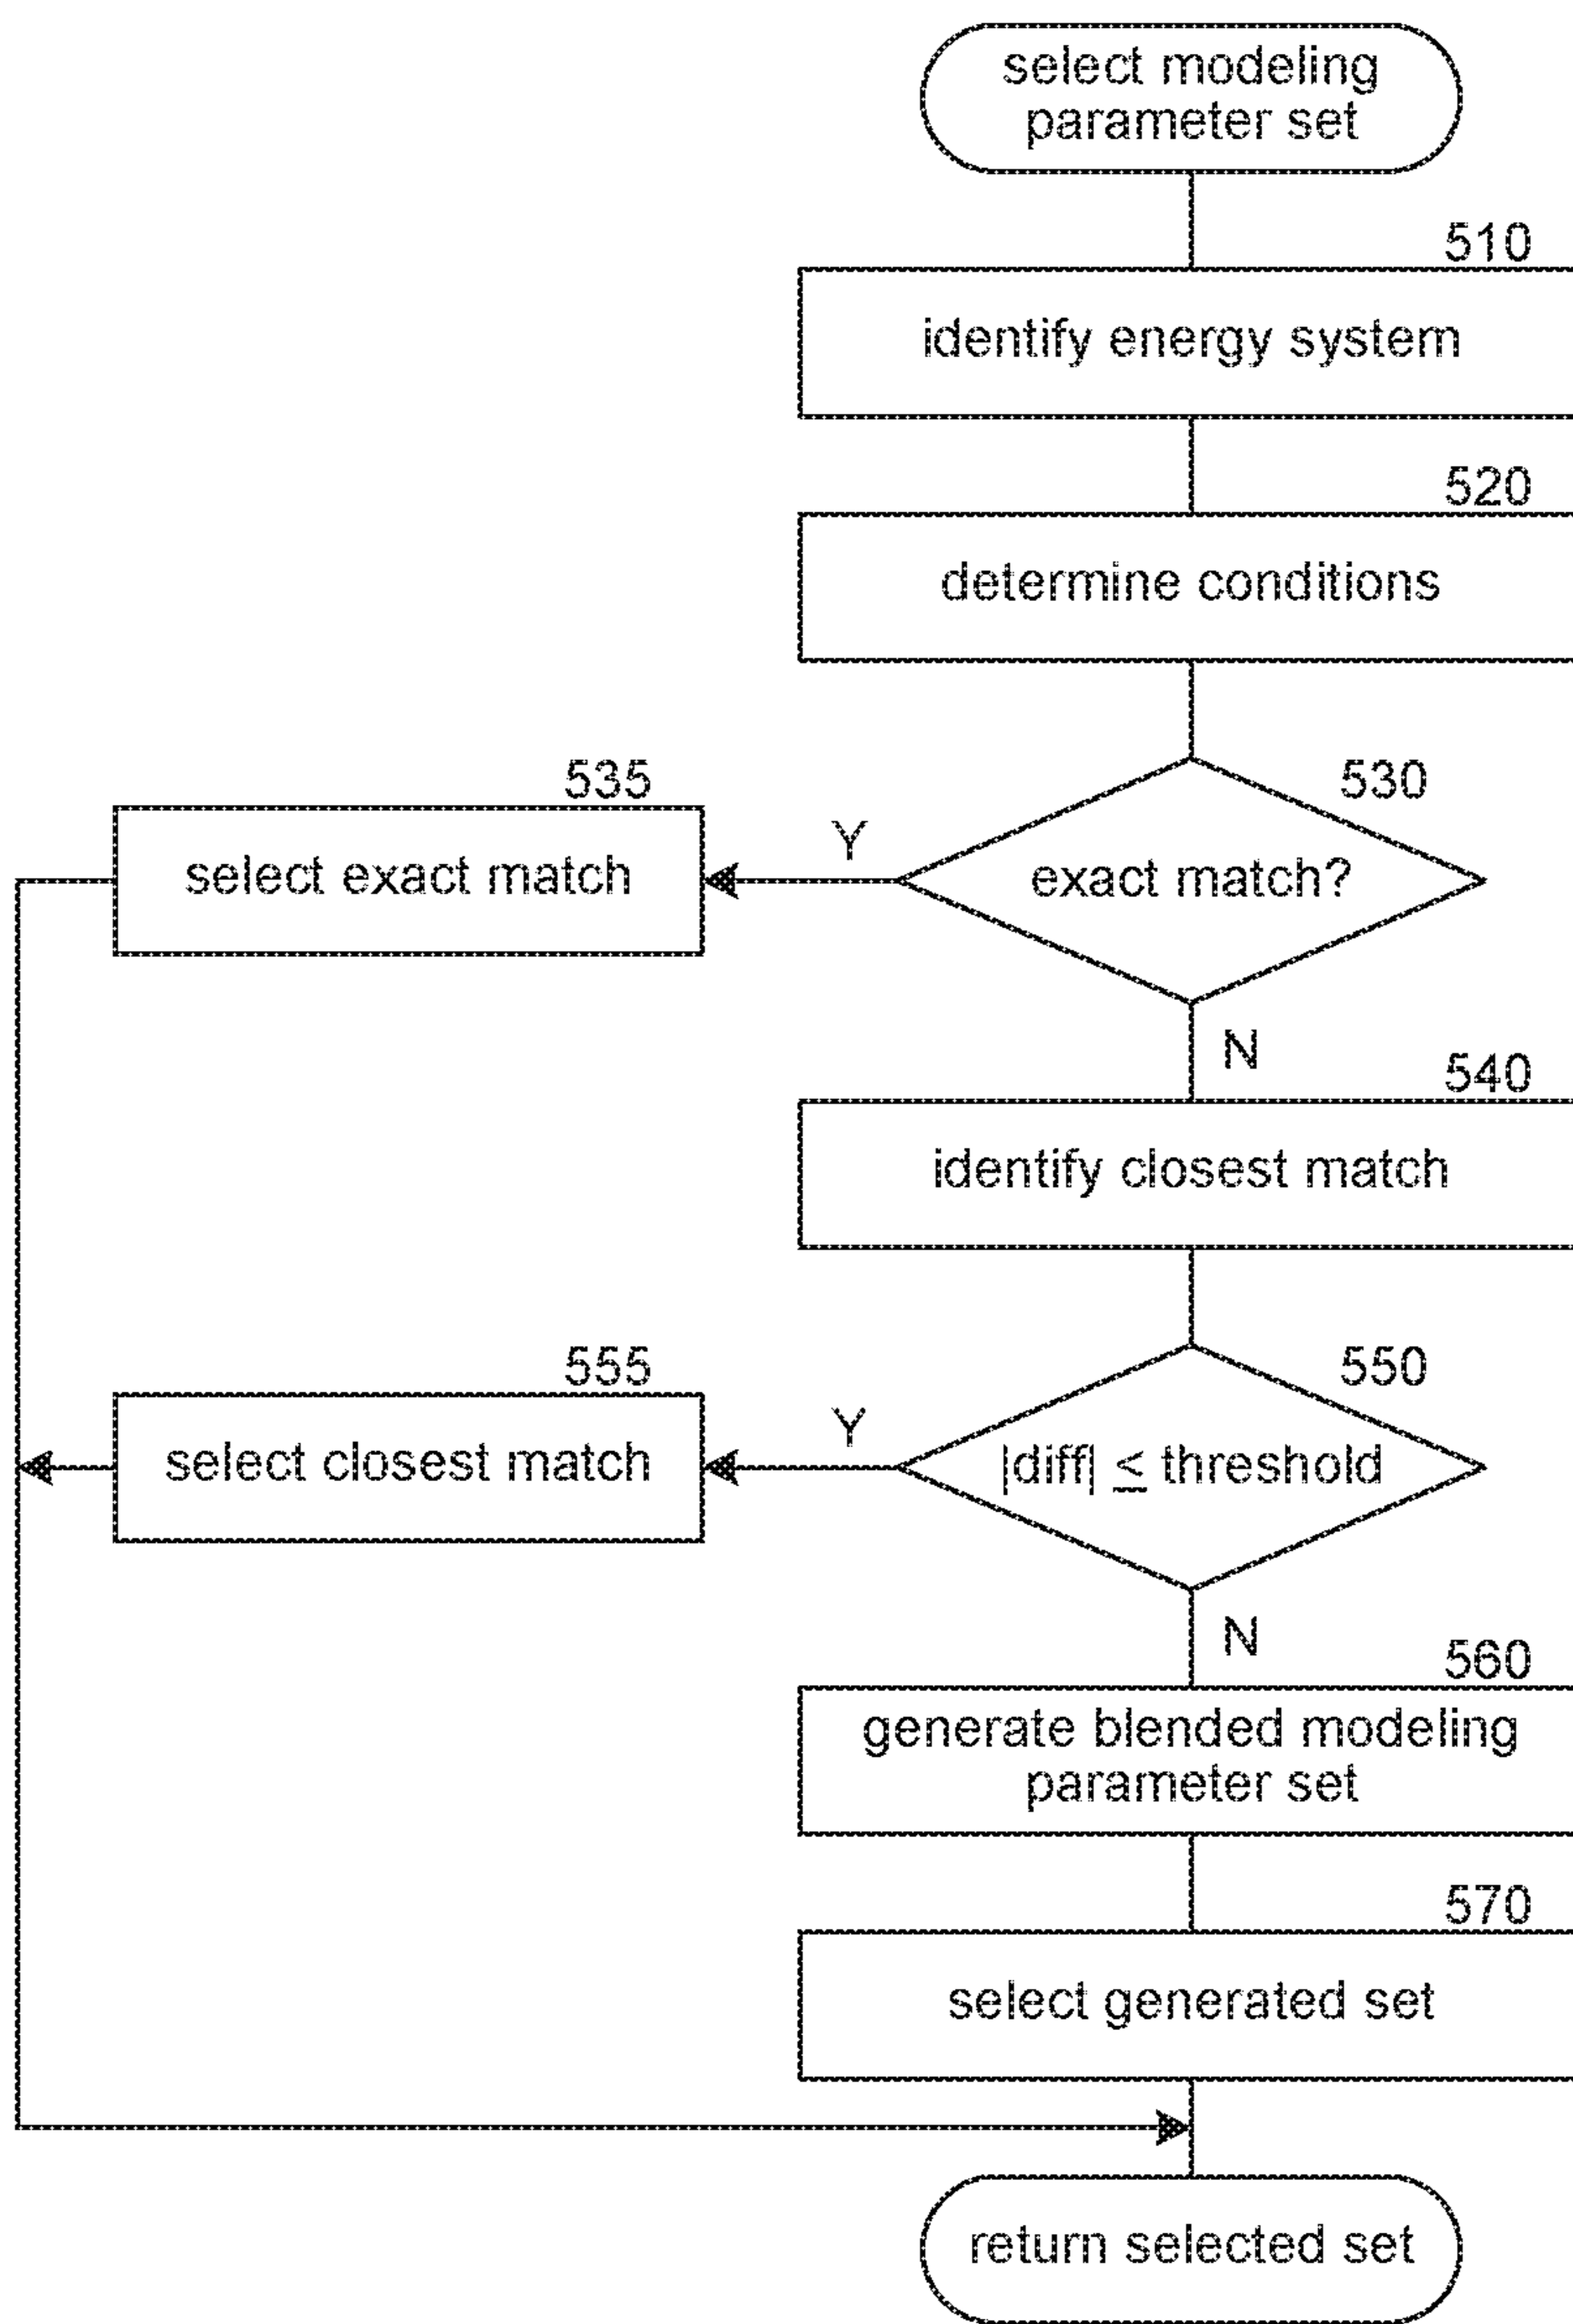 select modeling
parameter set
510
identify energy system
520
determine conditions
535
530
select exact match
Y
exact match?
N
540
identify closest match
555
550
select closest match
Y
|diff| ≤ threshold
N
560
generate blended modeling
parameter set
570
select generated set
return selected set